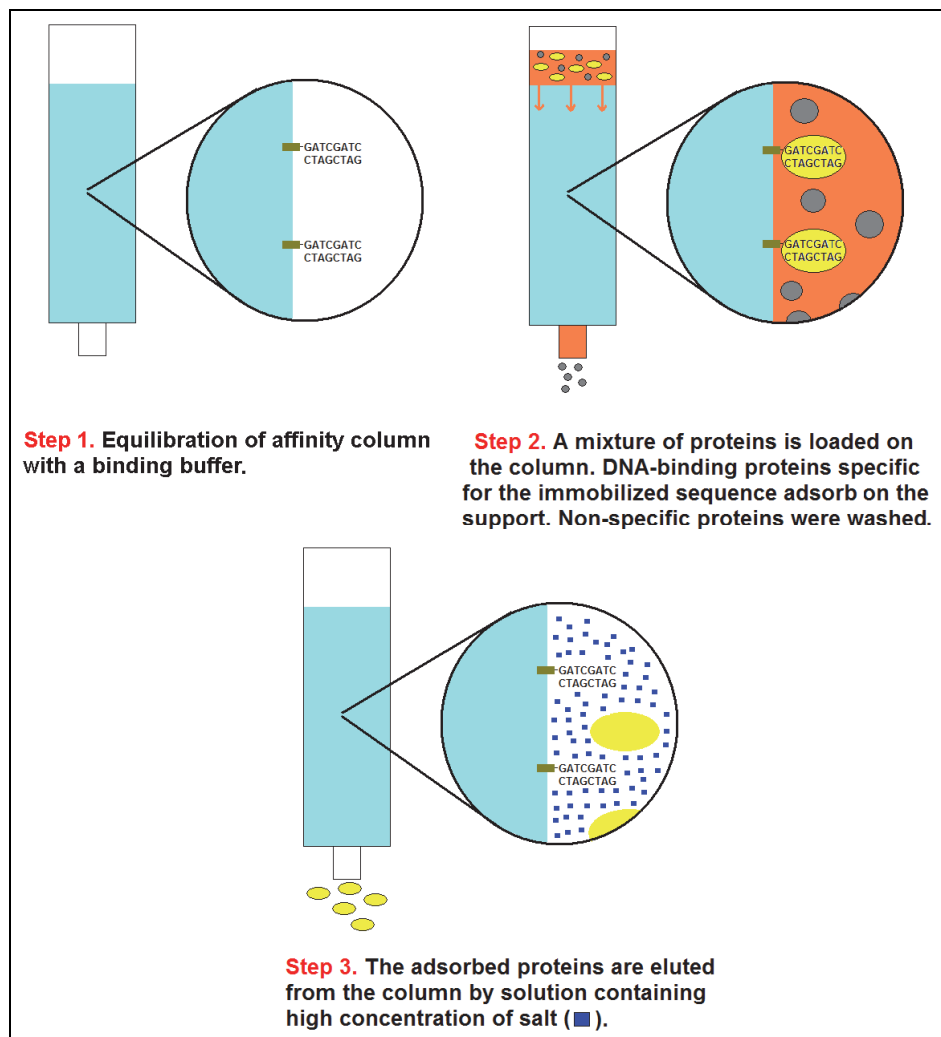 -GATCGATC
CTAGCTAG
-GATCGATC
CTAGCTAG
-GATCGATC
CTAGCTAG
-GATCGATC
CTAGCTAG
Step 1. Equilibration of affinity column
with a binding buffer.
Step 2. A mixture of proteins is loaded on
the column. DNA-binding proteins specific
for the immobilized sequence adsorb on the
support. Non-specific proteins were washed.
-GATCGATC
CTAGCTAG
-GATCGATC
CTAGCTAG
Step 3. The adsorbed proteins are eluted
from the column by solution containing
high concentration of salt ( ).